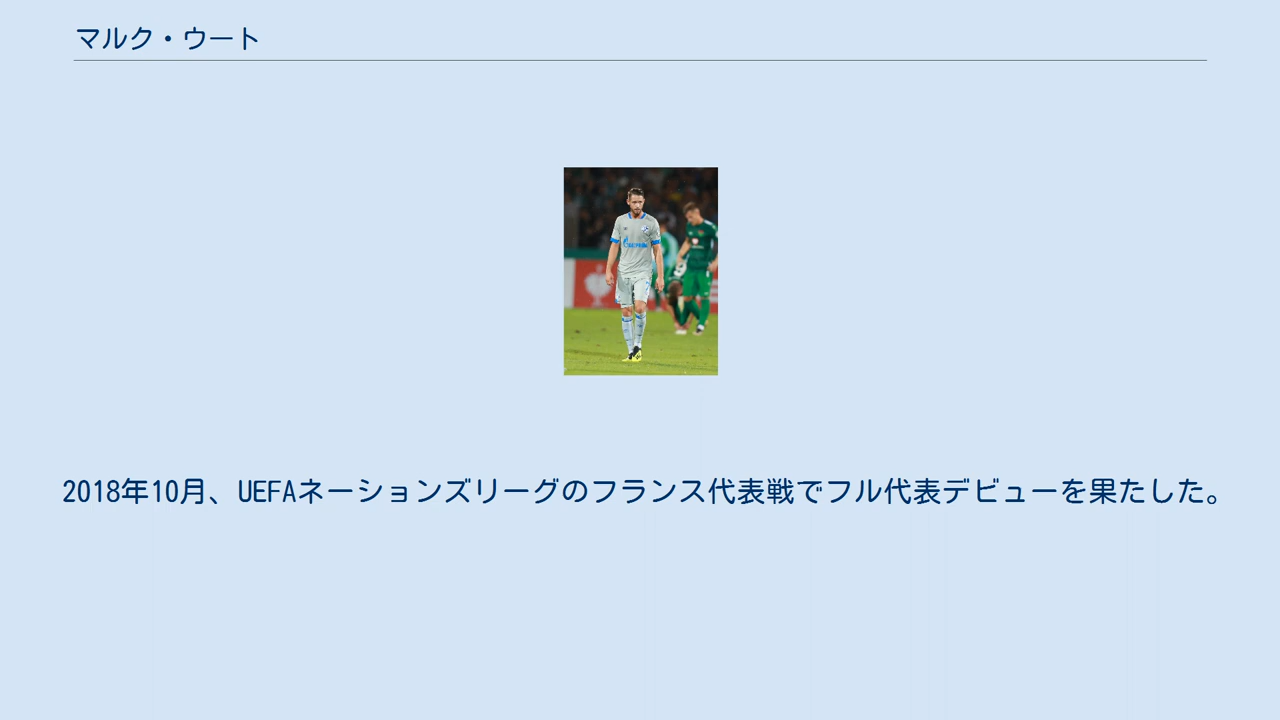 マルク・ウート
2018年10月、UEFAネーションズリーグのフランス代表戦でフル代表デビューを果たした。